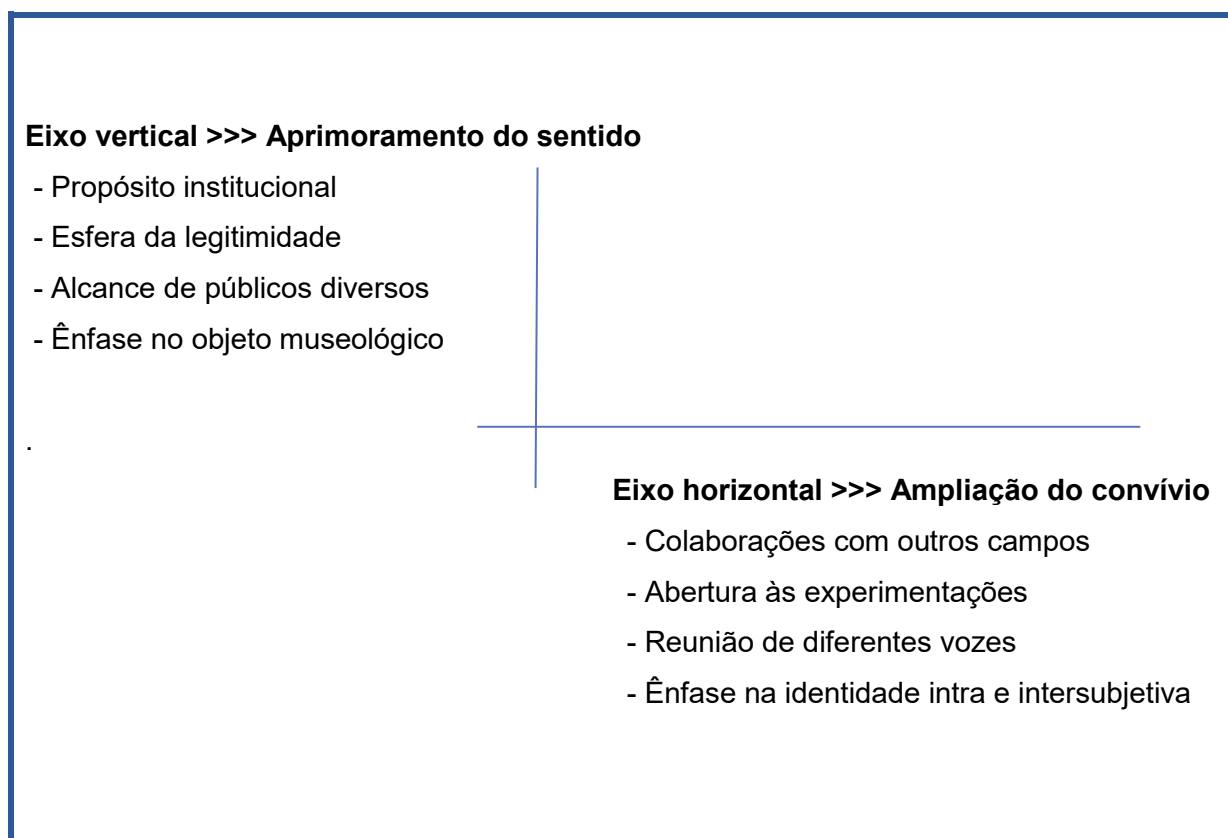 Eixo vertical >>> Aprimoramento do sentido
- Propósito institucional
- Esfera da legitimidade
- Alcance de públicos diversos
- Ênfase no objeto museológico
.
Eixo horizontal >>> Ampliação do convívio
- Colaborações com outros campos
- Abertura às experimentações
- Reunião de diferentes vozes
- Ênfase na identidade intra e intersubjetiva